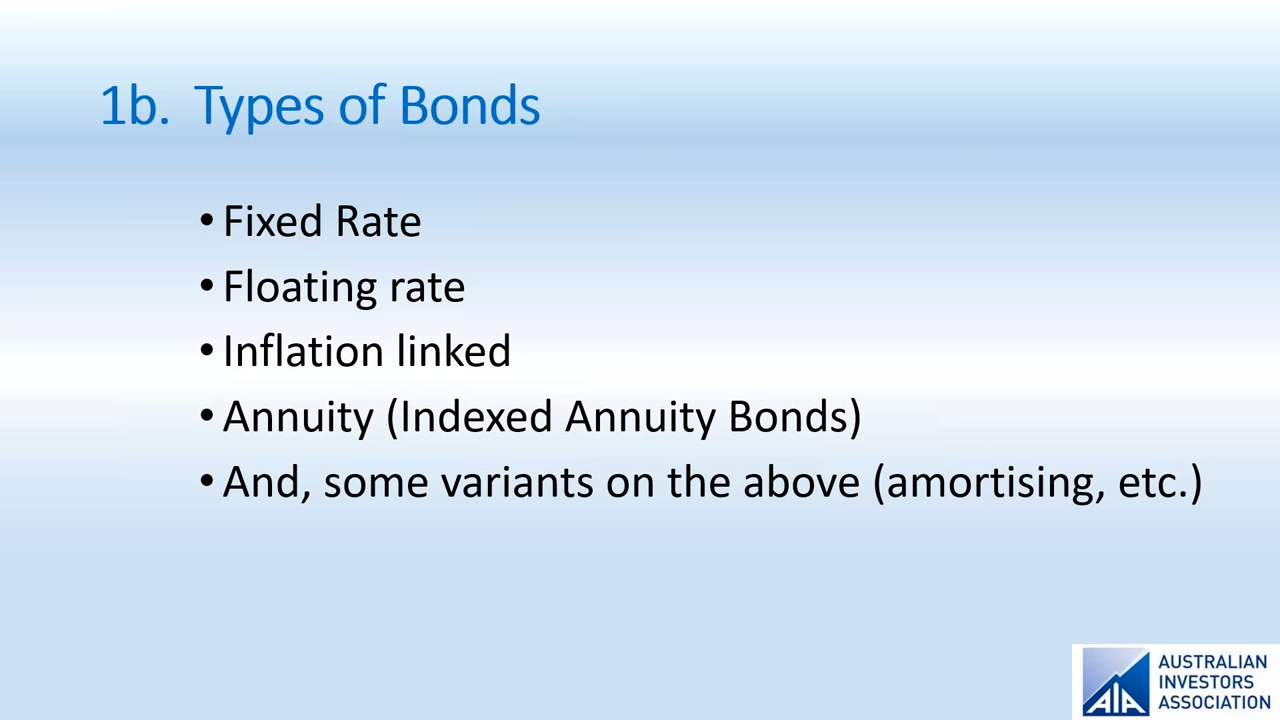 1b. Types of Bonds
• Fixed Rate
• Floating rate
• Inflation linked
• Annuity (Indexed Annuity Bonds)
• And, some variants on the above (amortising, etc.)
AIA
AUSTRALIAN
INVESTORS
ASSOCIATION